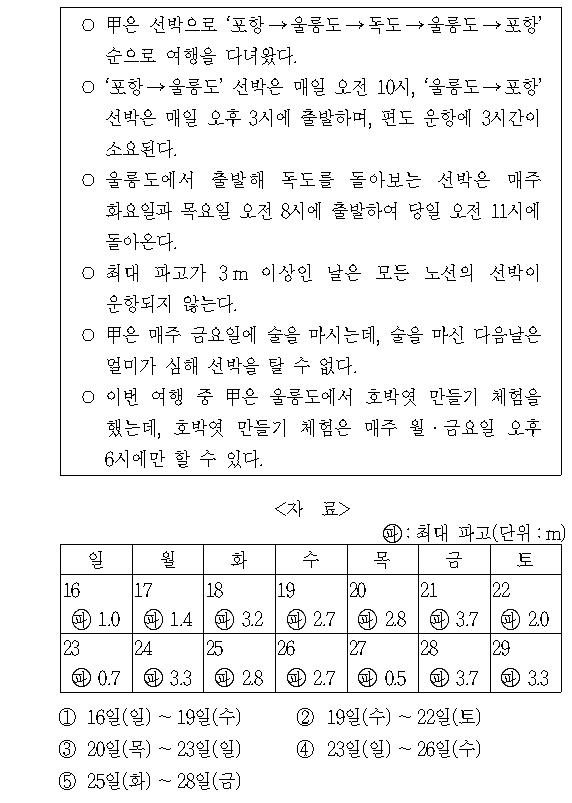 ○ 甲은 선박으로 ‘포항→울릉도→독도→울릉도→포항’
순으로 여행을 다녀왔다.
○ ‘포항→울릉도’ 선박은 매일 오전 10시, ‘울릉도→포항’
선박은 매일 오후 3시에 출발하며, 편도 운항에 3시간이
소요된다.
○ 울릉도에서 출발해 독도를 돌아보는 선박은 매주
화요일과 목요일 오전 8시에 출발하여 당일 오전 11시에
돌아온다.
○ 최대 파고가 3m 이상인 날은 모든 노선의 선박이
운항되지 않는다.
○ 甲은 매주 금요일에 술을 마시는데, 술을 마신 다음날은
멀미가 심해 선박을 탈 수 없다.
○ 이번 여행 중 甲은 울릉도에서 호박엿 만들기 체험을
했는데, 호박엿 만들기 체험은 매주 월·금요일 오후
6시에만 할 수 있다.
<자 료>
㉺: 최대 파고(단위: m)
일 월 화 수 목 금 토
16 17 18 19 20 21 22
㉺ 1.0 ㉺ 1.4 ㉺ 3.2 ㉺ 2.7 ㉺ 2.8 ㉺ 3.7 ㉺ 2.0
23 24 25 26 27 28 29
㉺ 0.7 ㉺ 3.3 ㉺ 2.8 ㉺ 2.7 ㉺ 0.5 ㉺ 3.7 ㉺ 3.3
① 16일(일) ~ 19일(수) ② 19일(수) ~ 22일(토)
③ 20일(목) ~ 23일(일) ④ 23일(일) ~ 26일(수)
⑤ 25일(화) ~ 28일(금)